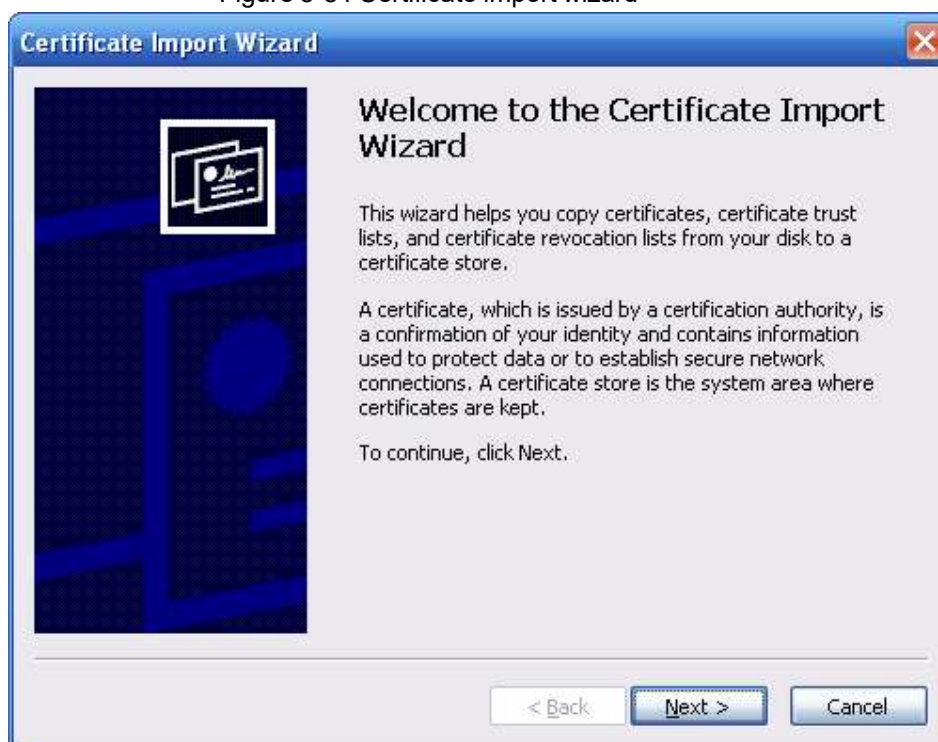 Certificate Import Wizard
Welcome to the Certificate Import
Wizard
This wizard helps you copy certificates, certificate trust
lists, and certificate revocation lists from your disk to a
certificate store.
A certificate, which is issued by a certification authority, is
a confirmation of your identity and contains information
used to protect data or to establish secure network
connections. A certificate store is the system area where
certificates are kept.
To continue, click Next.
< Back Next > Cancel